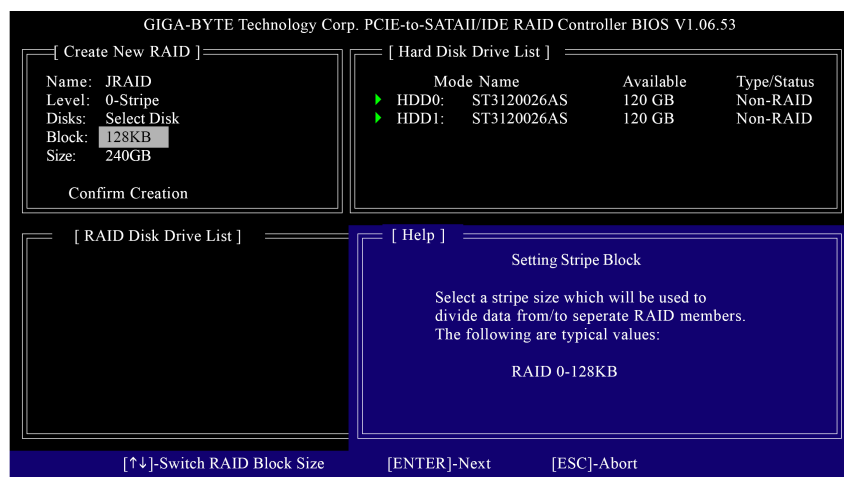 GIGA-BYTE Technology Corp. PCIE-to-SATAII/IDE RAID Controller BIOS V1.06.53
[ Create New RAID ]
Name: JRAID
Level: 0-Stripe
Disks: Select Disk
Block: 128KB
Size: 240GB
Confirm Creation
[ Hard Disk Drive List ]
Mode Name Available Type/Status
HDD0: ST3120026AS 120 GB Non-RAID
HDD1: ST3120026AS 120 GB Non-RAID
[ RAID Disk Drive List ]
[ Help ]
Setting Stripe Block
Select a stripe size which will be used to
divide data from/to seperate RAID members.
The following are typical values:
RAID 0-128KB
[↑↓]-Switch RAID Block Size [ENTER]-Next [ESC]-Abort